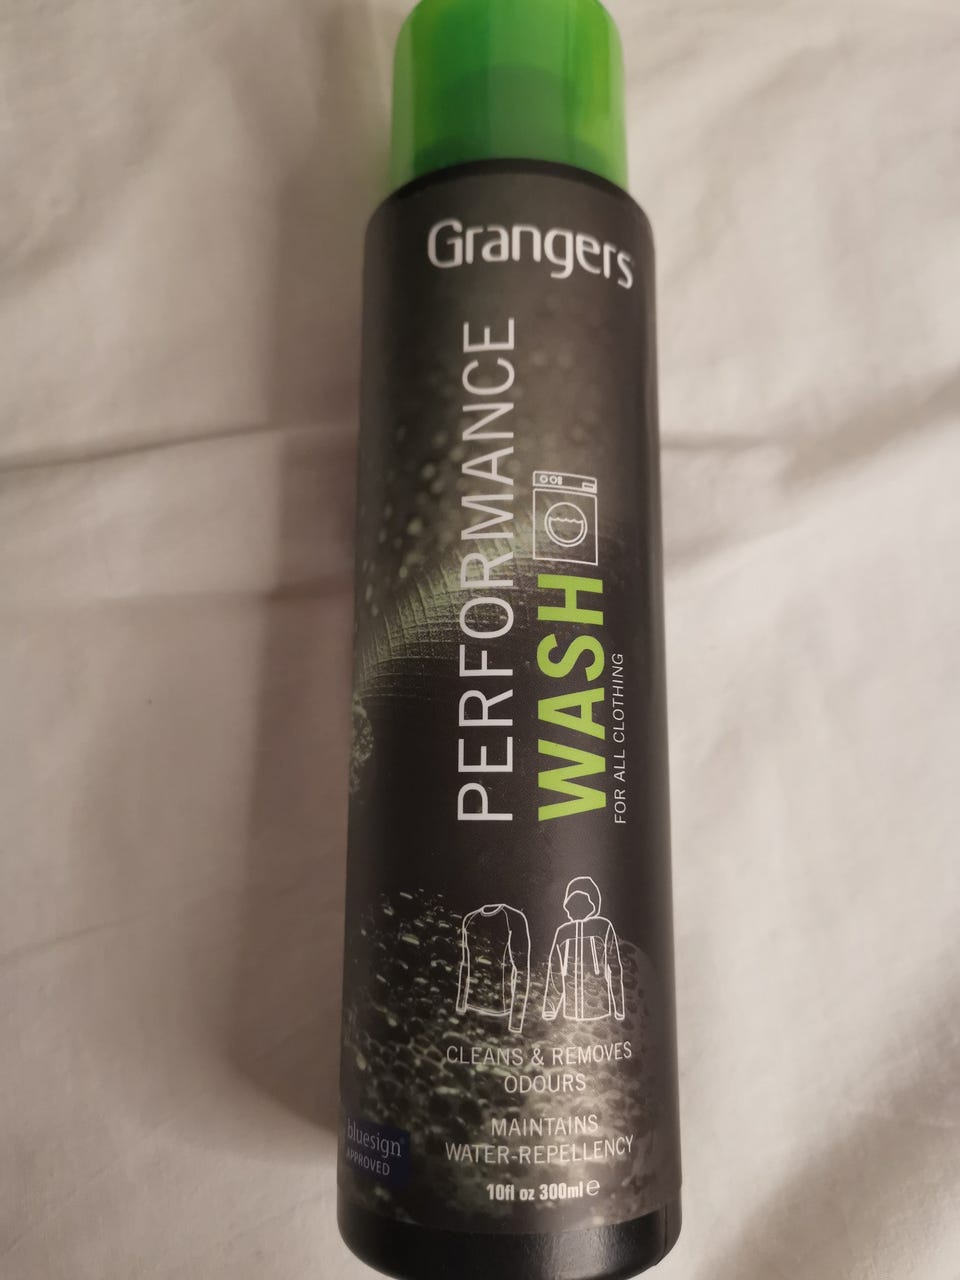 Grangers
PERFORMANCE
WASH
FOR ALL CLOTHING
CLEANS & REMOVES
ODOURS
MAINTAINS
WATER-REPELLENCY
bluesign®
APPROVED
10fl oz 300ml ℮